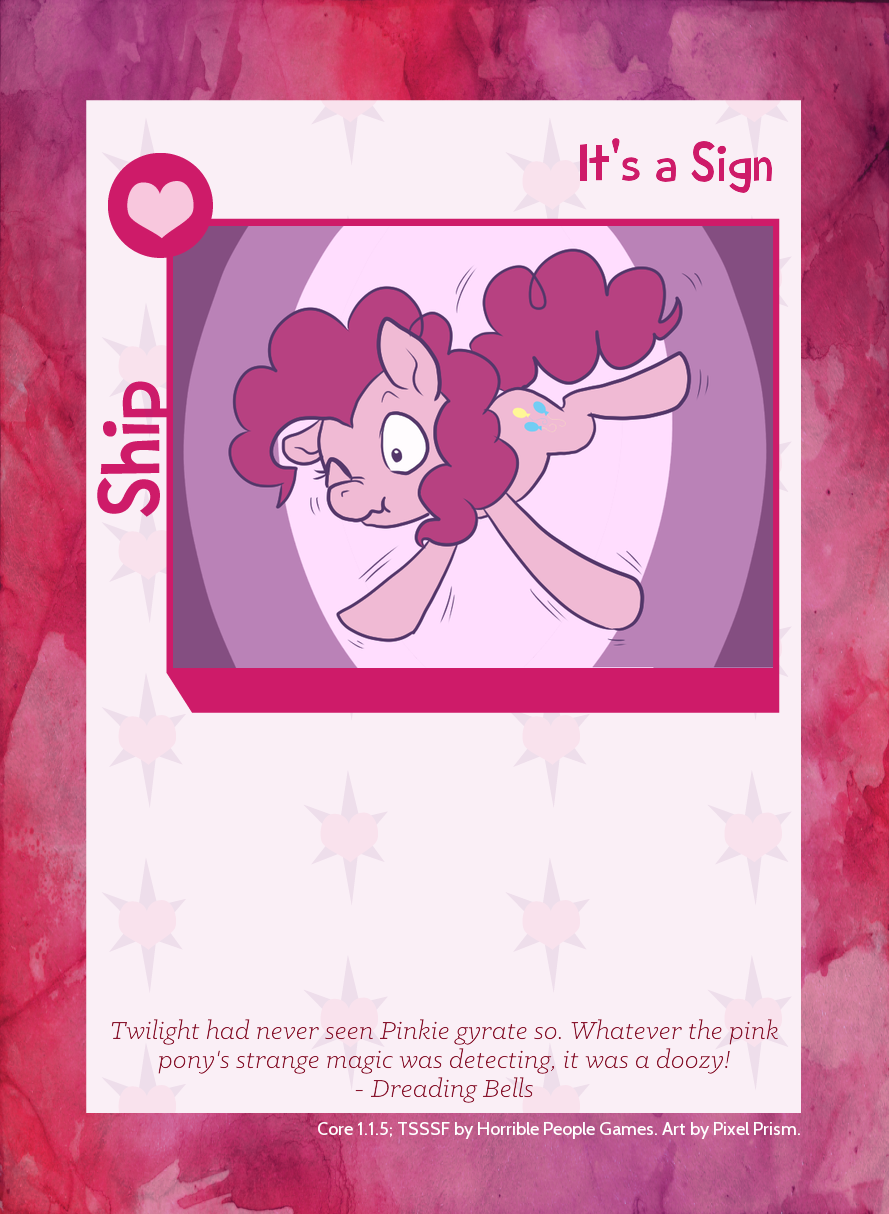 It's a Sign
Ship
Twilight had never seen Pinkie gyrate so. Whatever the pink
pony's strange magic was detecting, it was a doozy!
- Dreading Bells
Core 1.1.5; TSSSF by Horrible People Games. Art by Pixel Prism.